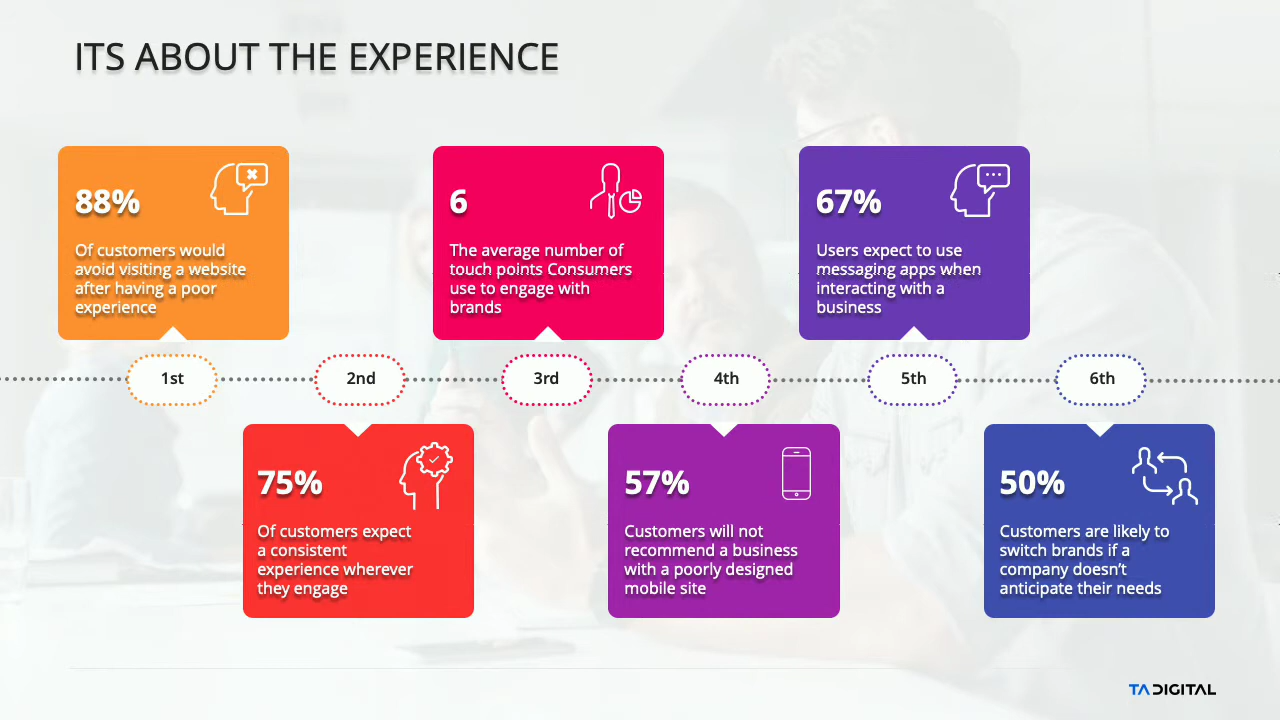 ITS ABOUT THE EXPERIENCE
88%
Of customers would
avoid visiting a website
after having a poor
experience
6
The average number of
touch points Consumers
use to engage with
brands
67%
Users expect to use
messaging apps when
interacting with a
business
1st
2nd
3rd
4th
5th
6th
75%
Of customers expect
a consistent
experience wherever
they engage
57%
Customers will not
recommend a business
with a poorly designed
mobile site
50%
Customers are likely to
switch brands if a
company doesn’t
anticipate their needs
TA DIGITAL